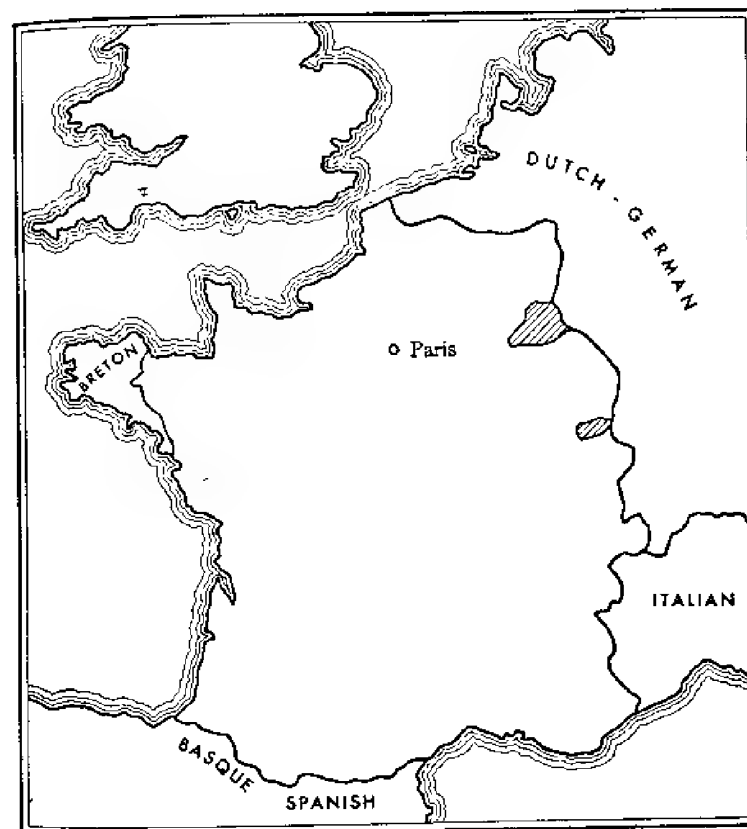 DUTCH - GERMAN
Paris
BRETON
ITALIAN
BASQUE
SPANISH